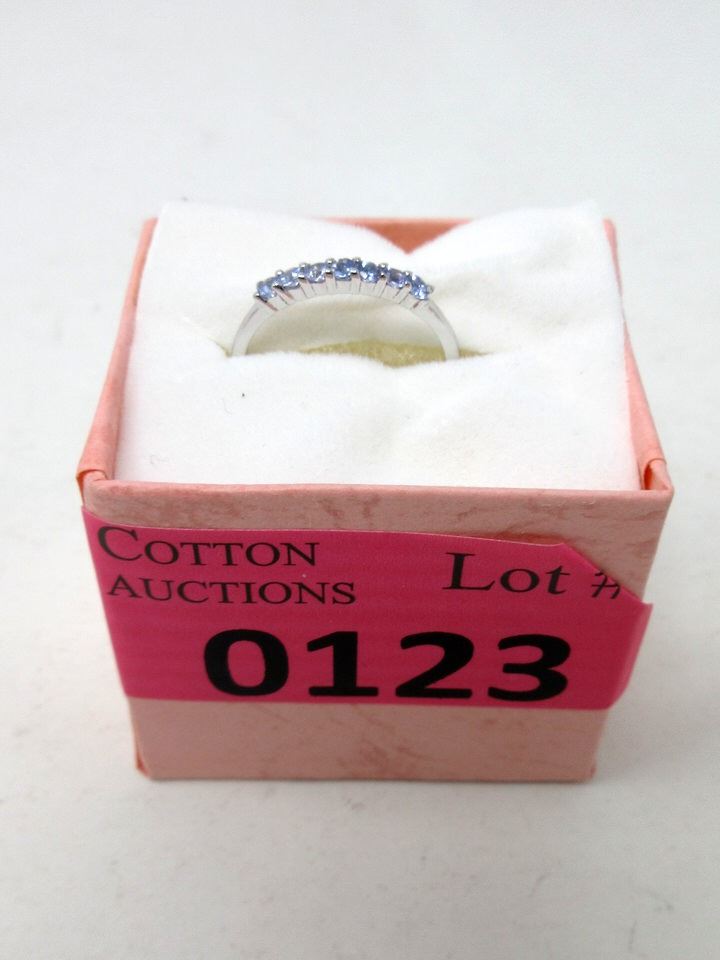 COTTON
AUCTIONS
Lot #
0123